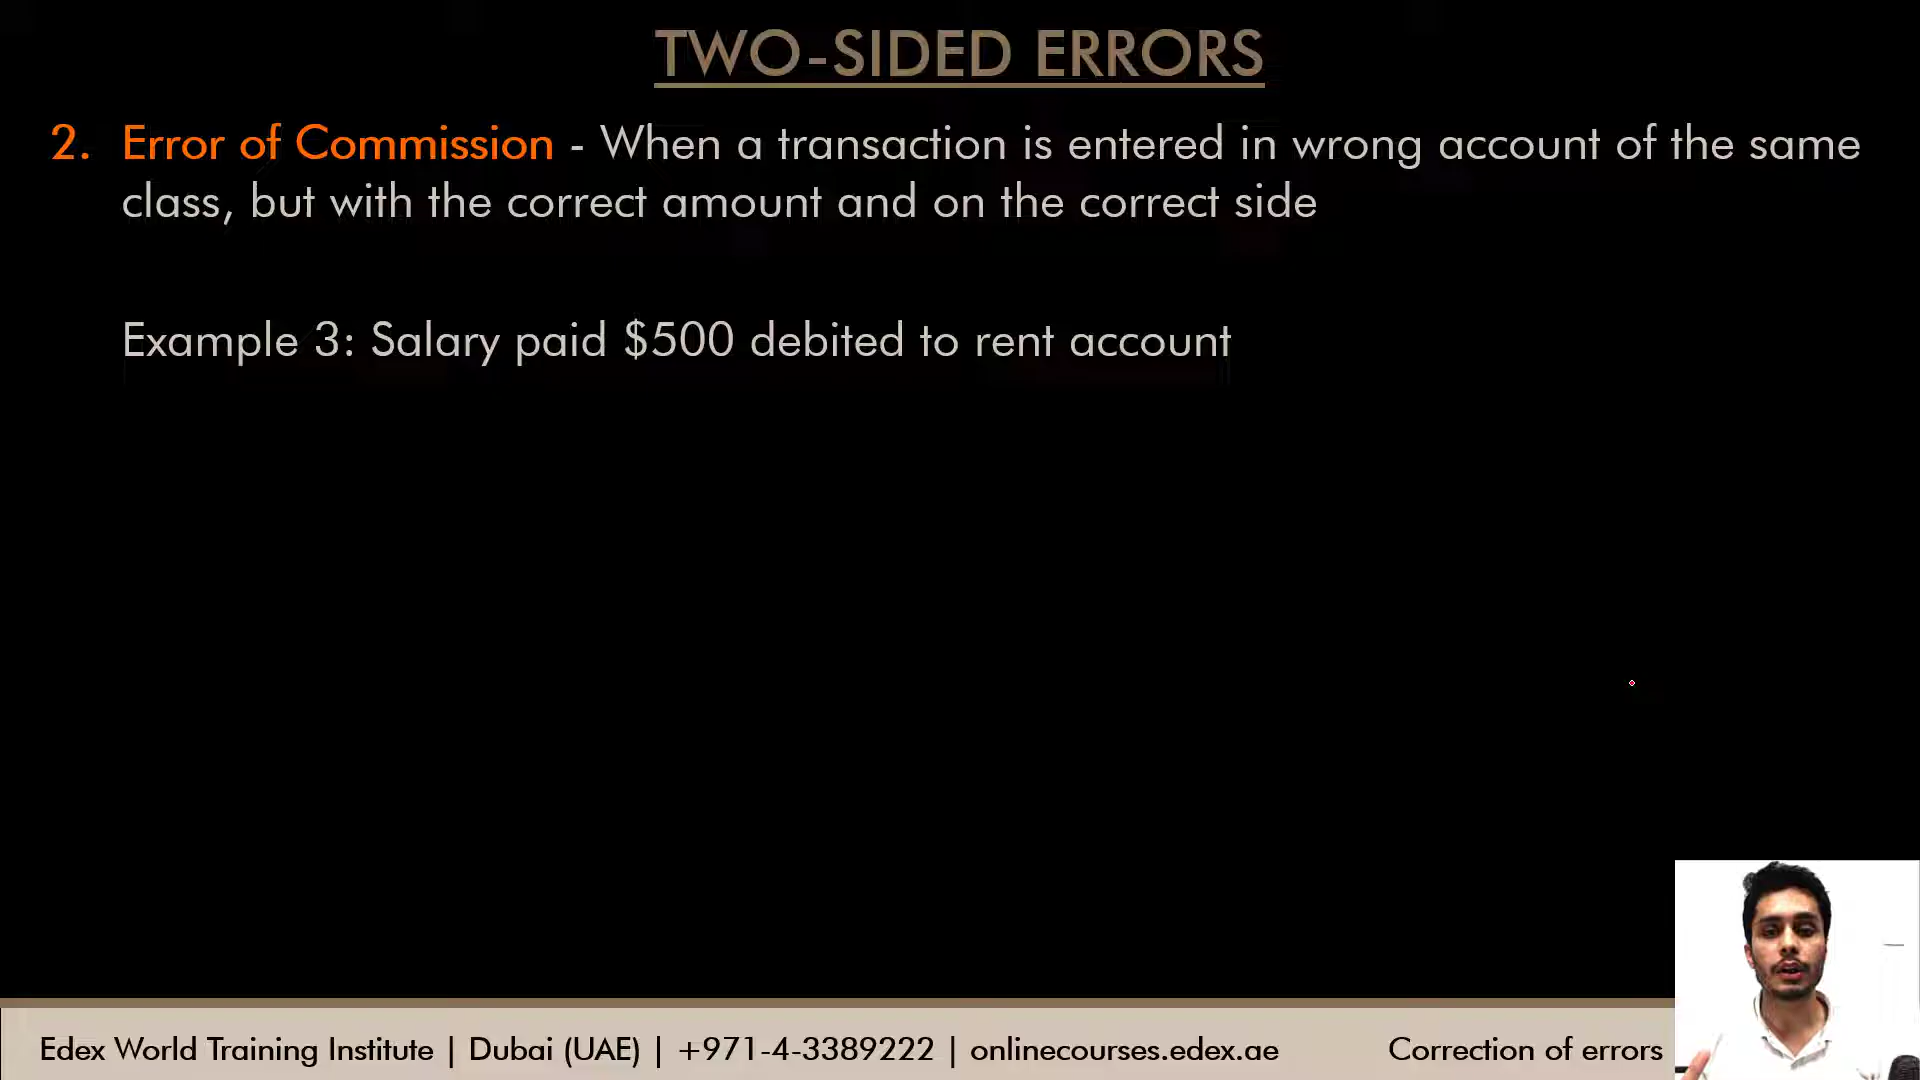 TWO-SIDED ERRORS
2. Error of Commission - When a transaction is entered in wrong account of the same
class, but with the correct amount and on the correct side
Example 3: Salary paid $500 debited to rent account
Edex World Training Institute | Dubai (UAE) | +971-4-3389222 | onlinecourses.edex.ae Correction of errors